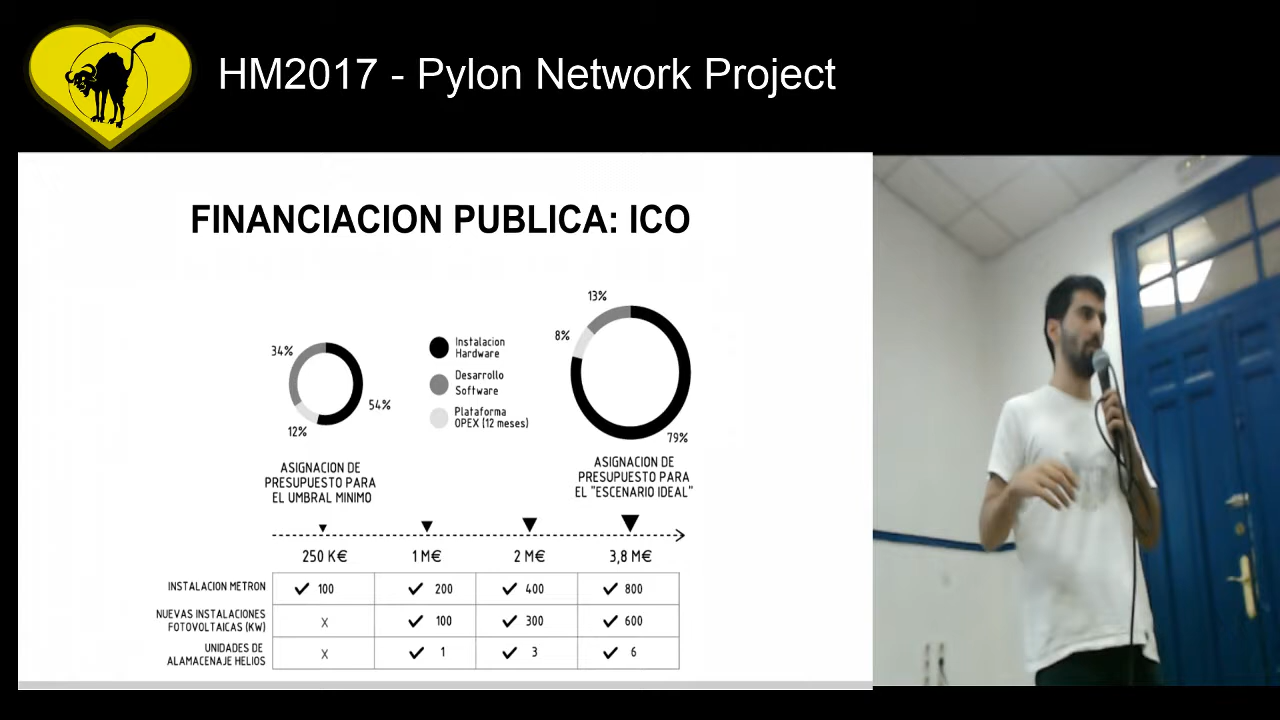 HM2017 - Pylon Network Project
FINANCIACION PUBLICA: ICO
34%
54%
12%
Instalacion
Hardware
Desarrollo
Software
Plataforma
OPEX (12 meses)
13%
8%
79%
ASIGNACION DE
PRESUPUESTO PARA
EL UMBRAL MINIMO
ASIGNACION DE
PRESUPUESTO PARA
EL "ESCENARIO IDEAL"
250 K€ 1 M€ 2 M€ 3,8 M€
INSTALACION METRON ✓ 100 ✓ 200 ✓ 400 ✓ 800
NUEVAS INSTALACIONES
FOTOVOLTAICAS (KW) X ✓ 100 ✓ 300 ✓ 600
UNIDADES DE
ALAMACENAJE HELIOS X ✓ 1 ✓ 3 ✓ 6